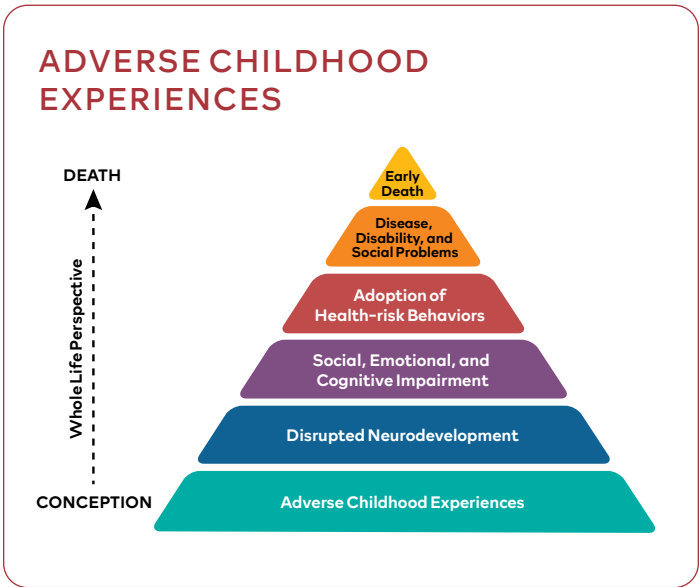 ADVERSE CHILDHOOD
EXPERIENCES
DEATH
Whole Life Perspective
CONCEPTION
Early
Death
Disease,
Disability, and
Social Problems
Adoption of
Health-risk Behaviors
Social, Emotional, and
Cognitive Impairment
Disrupted Neurodevelopment
Adverse Childhood Experiences